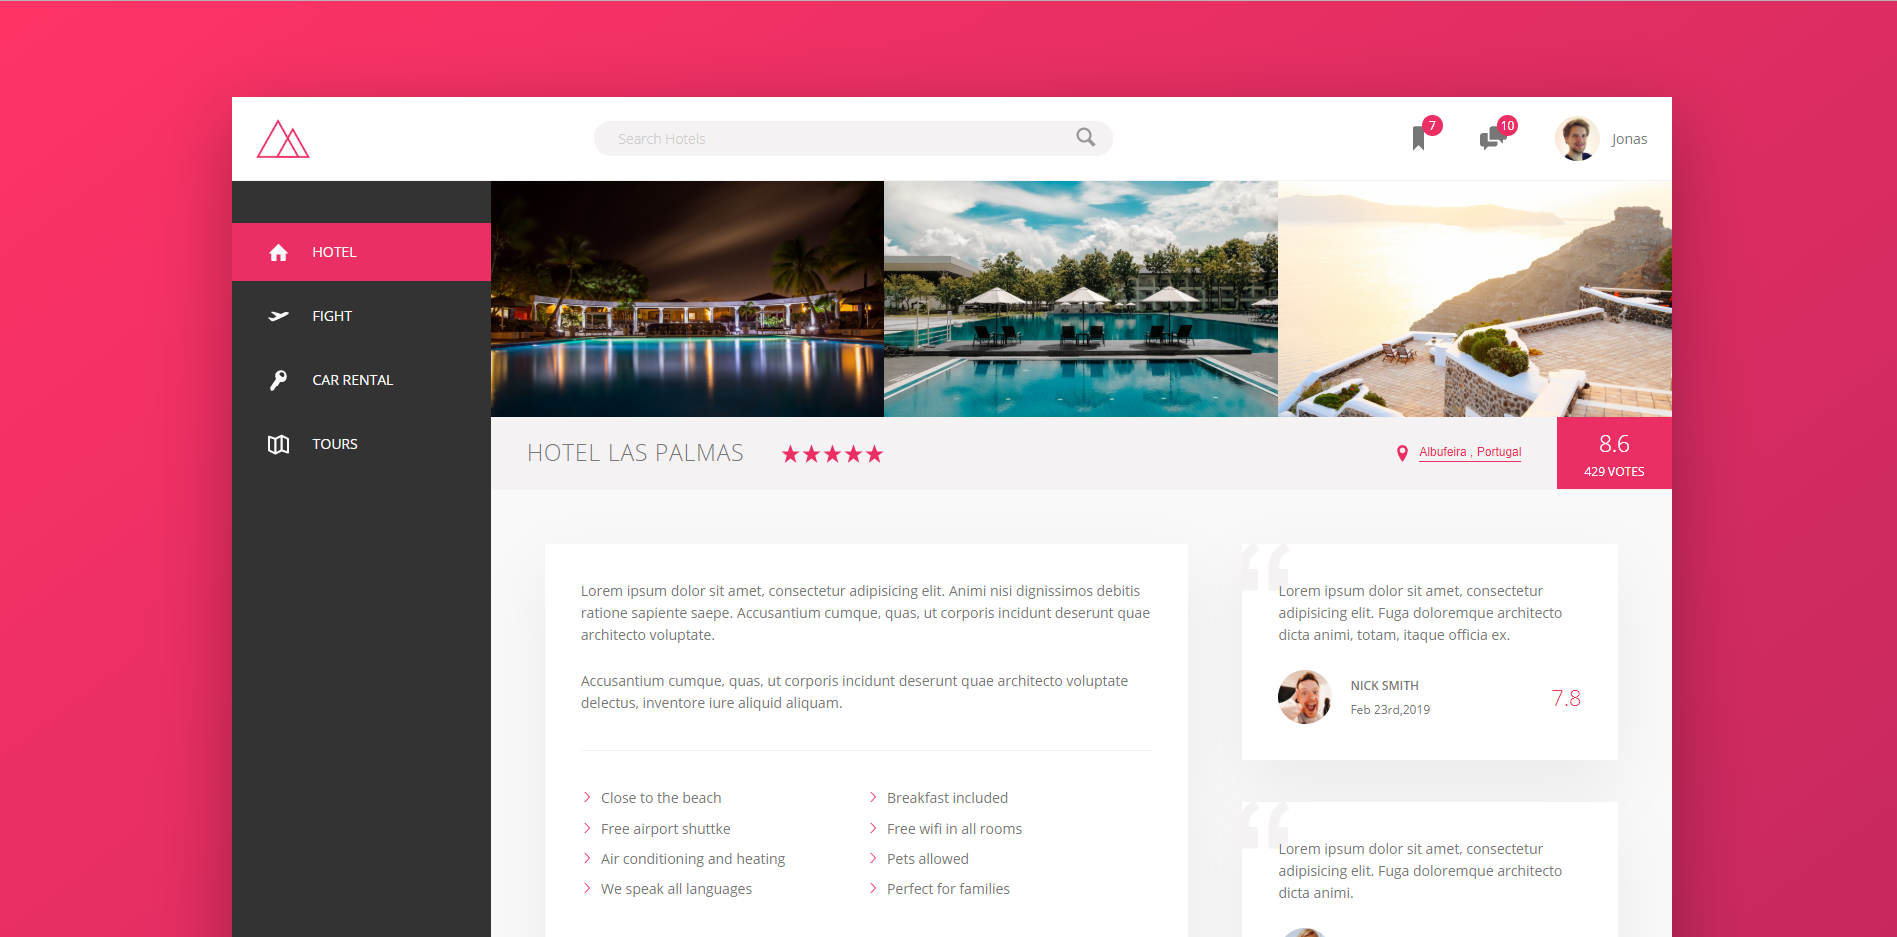 Search Hotels
7
10
Jonas
HOTEL
FIGHT
CAR RENTAL
TOURS
HOTEL LAS PALMAS
Albufeira , Portugal
8.6
429 VOTES
Lorem ipsum dolor sit amet, consectetur adipisicing elit. Animi nisi dignissimos debitis
ratione sapiente saepe. Accusantium cumque, quas, ut corporis incidunt deserunt quae
architecto voluptate.
Accusantium cumque, quas, ut corporis incidunt deserunt quae architecto voluptate
delectus, inventore iure aliquid aliquam.
Close to the beach
Free airport shuttke
Air conditioning and heating
We speak all languages
Breakfast included
Free wifi in all rooms
Pets allowed
Perfect for families
“
Lorem ipsum dolor sit amet, consectetur
adipisicing elit. Fuga doloremque architecto
dicta animi, totam, itaque officia ex.
NICK SMITH
Feb 23rd,2019
7.8
“
Lorem ipsum dolor sit amet, consectetur
adipisicing elit. Fuga doloremque architecto
dicta animi.